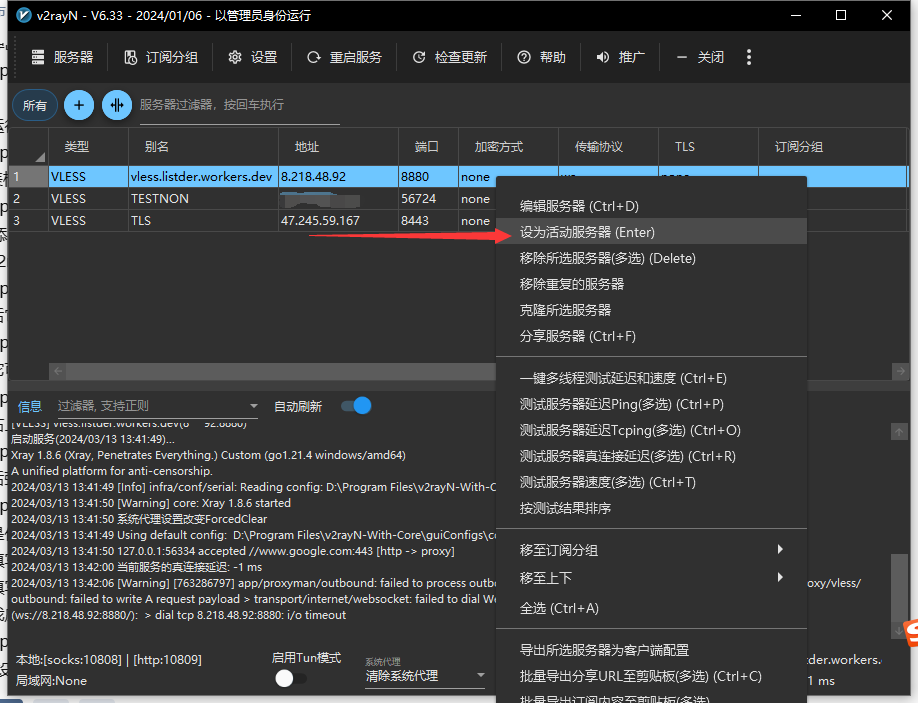 v2rayN - V6.33 - 2024/01/06 - 以管理员身份运行
服务器 订阅分组 设置 重启服务 检查更新 帮助 推广 关闭
所有 服务器过滤器，按回车执行
类型 别名 地址 端口 加密方式 传输协议 TLS 订阅分组
1 VLESS vless.listder.workers.dev 8.218.48.92 8880 none
2 VLESS TESTNON 56724 none
3 VLESS TLS 47.245.59.167 8443 none
编辑服务器 (Ctrl+D)
设为活动服务器 (Enter)
移除所选服务器(多选) (Delete)
移除重复的服务器
克隆所选服务器
分享服务器 (Ctrl+F)
一键多线程测试延迟和速度 (Ctrl+E)
测试服务器延迟Ping(多选) (Ctrl+P)
测试服务器延迟Tcping(多选) (Ctrl+O)
测试服务器真连接延迟(多选) (Ctrl+R)
测试服务器速度(多选) (Ctrl+T)
按测试结果排序
移至订阅分组
移至上下
全选 (Ctrl+A)
导出所选服务器为客户端配置
批量导出分享URL至剪贴板(多选) (Ctrl+C)
批量导出订阅内容至剪贴板(多选)
信息 过滤器, 支持正则 自动刷新
[VLESS] vless.listder.workers.dev(8 92:8880)
启动服务(2024/03/13 13:41:49)...
Xray 1.8.6 (Xray, Penetrates Everything.) Custom (go1.21.4 windows/amd64)
A unified platform for anti-censorship.
2024/03/13 13:41:49 [Info] infra/conf/serial: Reading config: D:\Program Files\v2rayN-With-C
2024/03/13 13:41:50 [Warning] core: Xray 1.8.6 started
2024/03/13 13:41:50 系统代理设置改变ForcedClear
2024/03/13 13:41:49 Using default config: D:\Program Files\v2rayN-With-Core\guiConfigs\c
2024/03/13 13:41:50 127.0.0.1:56334 accepted //www.google.com:443 [http -> proxy]
2024/03/13 13:42:00 当前服务的真连接延迟: -1 ms
2024/03/13 13:42:06 [Warning] [763286797] app/proxyman/outbound: failed to process outb oxy/vless/
outbound: failed to write A request payload > transport/internet/websocket: failed to dial We
(ws://8.218.48.92:8880/): > dial tcp 8.218.48.92:8880: i/o timeout
本地:[socks:10808] | [http:10809]
局域网:None
启用Tun模式
系统代理
清除系统代理
der.workers.
1 ms